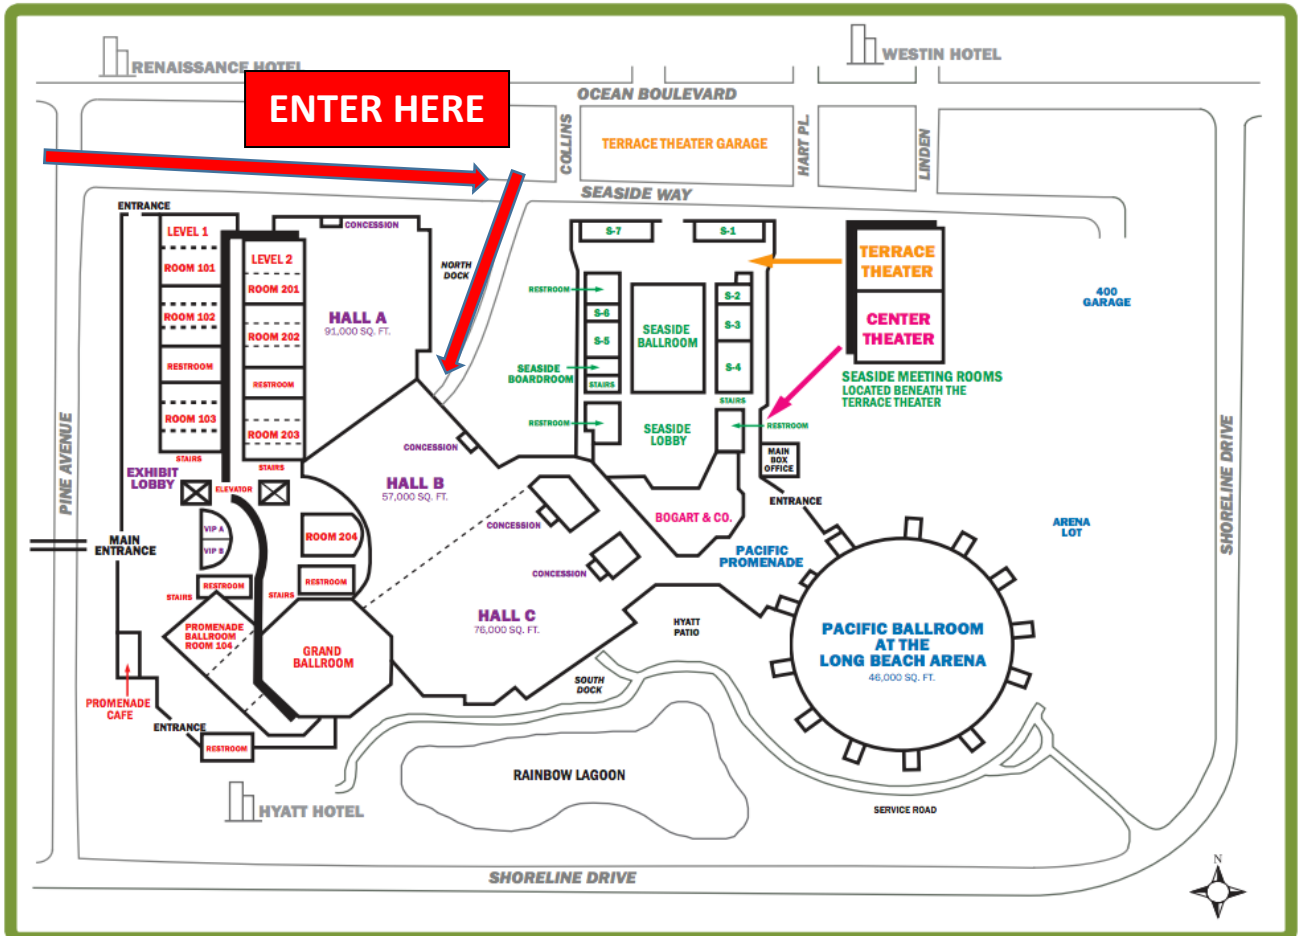 WESTIN HOTEL
RENAISSANCE HOTEL
ENTER HERE
OCEAN BOULEVARD
COLLINS
TERRACE THEATER GARAGE
HART PL.
LINDEN
SEASIDE WAY
ENTRANCE
LEVEL 1
ROOM 101
ROOM 102
RESTROOM
ROOM 103
STAIRS
LEVEL 2
ROOM 201
ROOM 202
RESTROOM
ROOM 203
STAIRS
CONCESSION
NORTH
DOCK
HALL A
91,000 SQ. FT.
S-7
S-1
RESTROOM
S-6
S-5
SEASIDE
BOARDROOM
STAIRS
RESTROOM
SEASIDE
BALLROOM
S-2
S-3
S-4
STAIRS
SEASIDE
LOBBY
RESTROOM
TERRACE
THEATER
CENTER
THEATER
SEASIDE MEETING ROOMS
LOCATED BENEATH THE
TERRACE THEATER
400
GARAGE
PINE AVENUE
SHORELINE DRIVE
EXHIBIT
LOBBY
ELEVATOR
VIP A
VIP B
MAIN
ENTRANCE
ROOM 204
RESTROOM
RESTROOM
STAIRS
STAIRS
CONCESSION
HALL B
57,000 SQ. FT.
CONCESSION
CONCESSION
BOGART & CO.
MAIN
BOX
OFFICE
ENTRANCE
PACIFIC
PROMENADE
ARENA
LOT
PROMENADE
BALLROOM
ROOM 104
GRAND
BALLROOM
HALL C
76,000 SQ. FT.
HYATT
PATIO
PACIFIC BALLROOM
AT THE
LONG BEACH ARENA
46,000 SQ. FT.
SOUTH
DOCK
PROMENADE
CAFE
ENTRANCE
RESTROOM
RAINBOW LAGOON
HYATT HOTEL
SERVICE ROAD
SHORELINE DRIVE
N